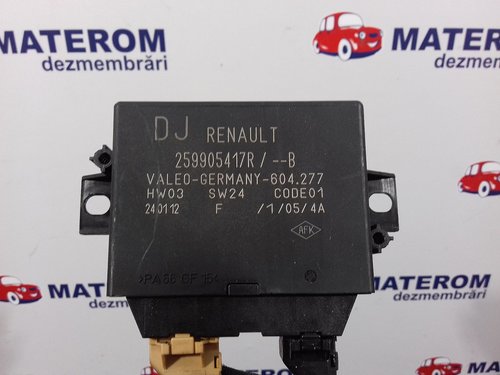 MATEROM
dezmembrări
MATEROM
dezmembrări
MATEROM
dezmembrări
MATEROM
dezmembrări
DJ RENAULT
259905417R/--B
VALEO-GERMANY-604.277
HW03 SW24 CODE01
240112 F /1/05/4A